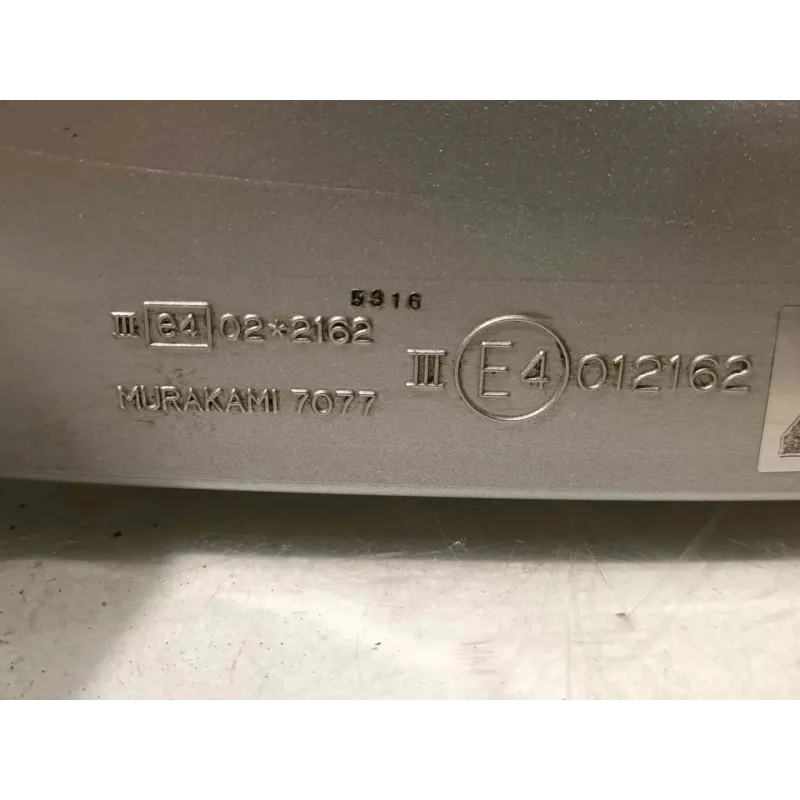 5316
III e4 02*2162
III E4 012162
MURAKAMI 7077